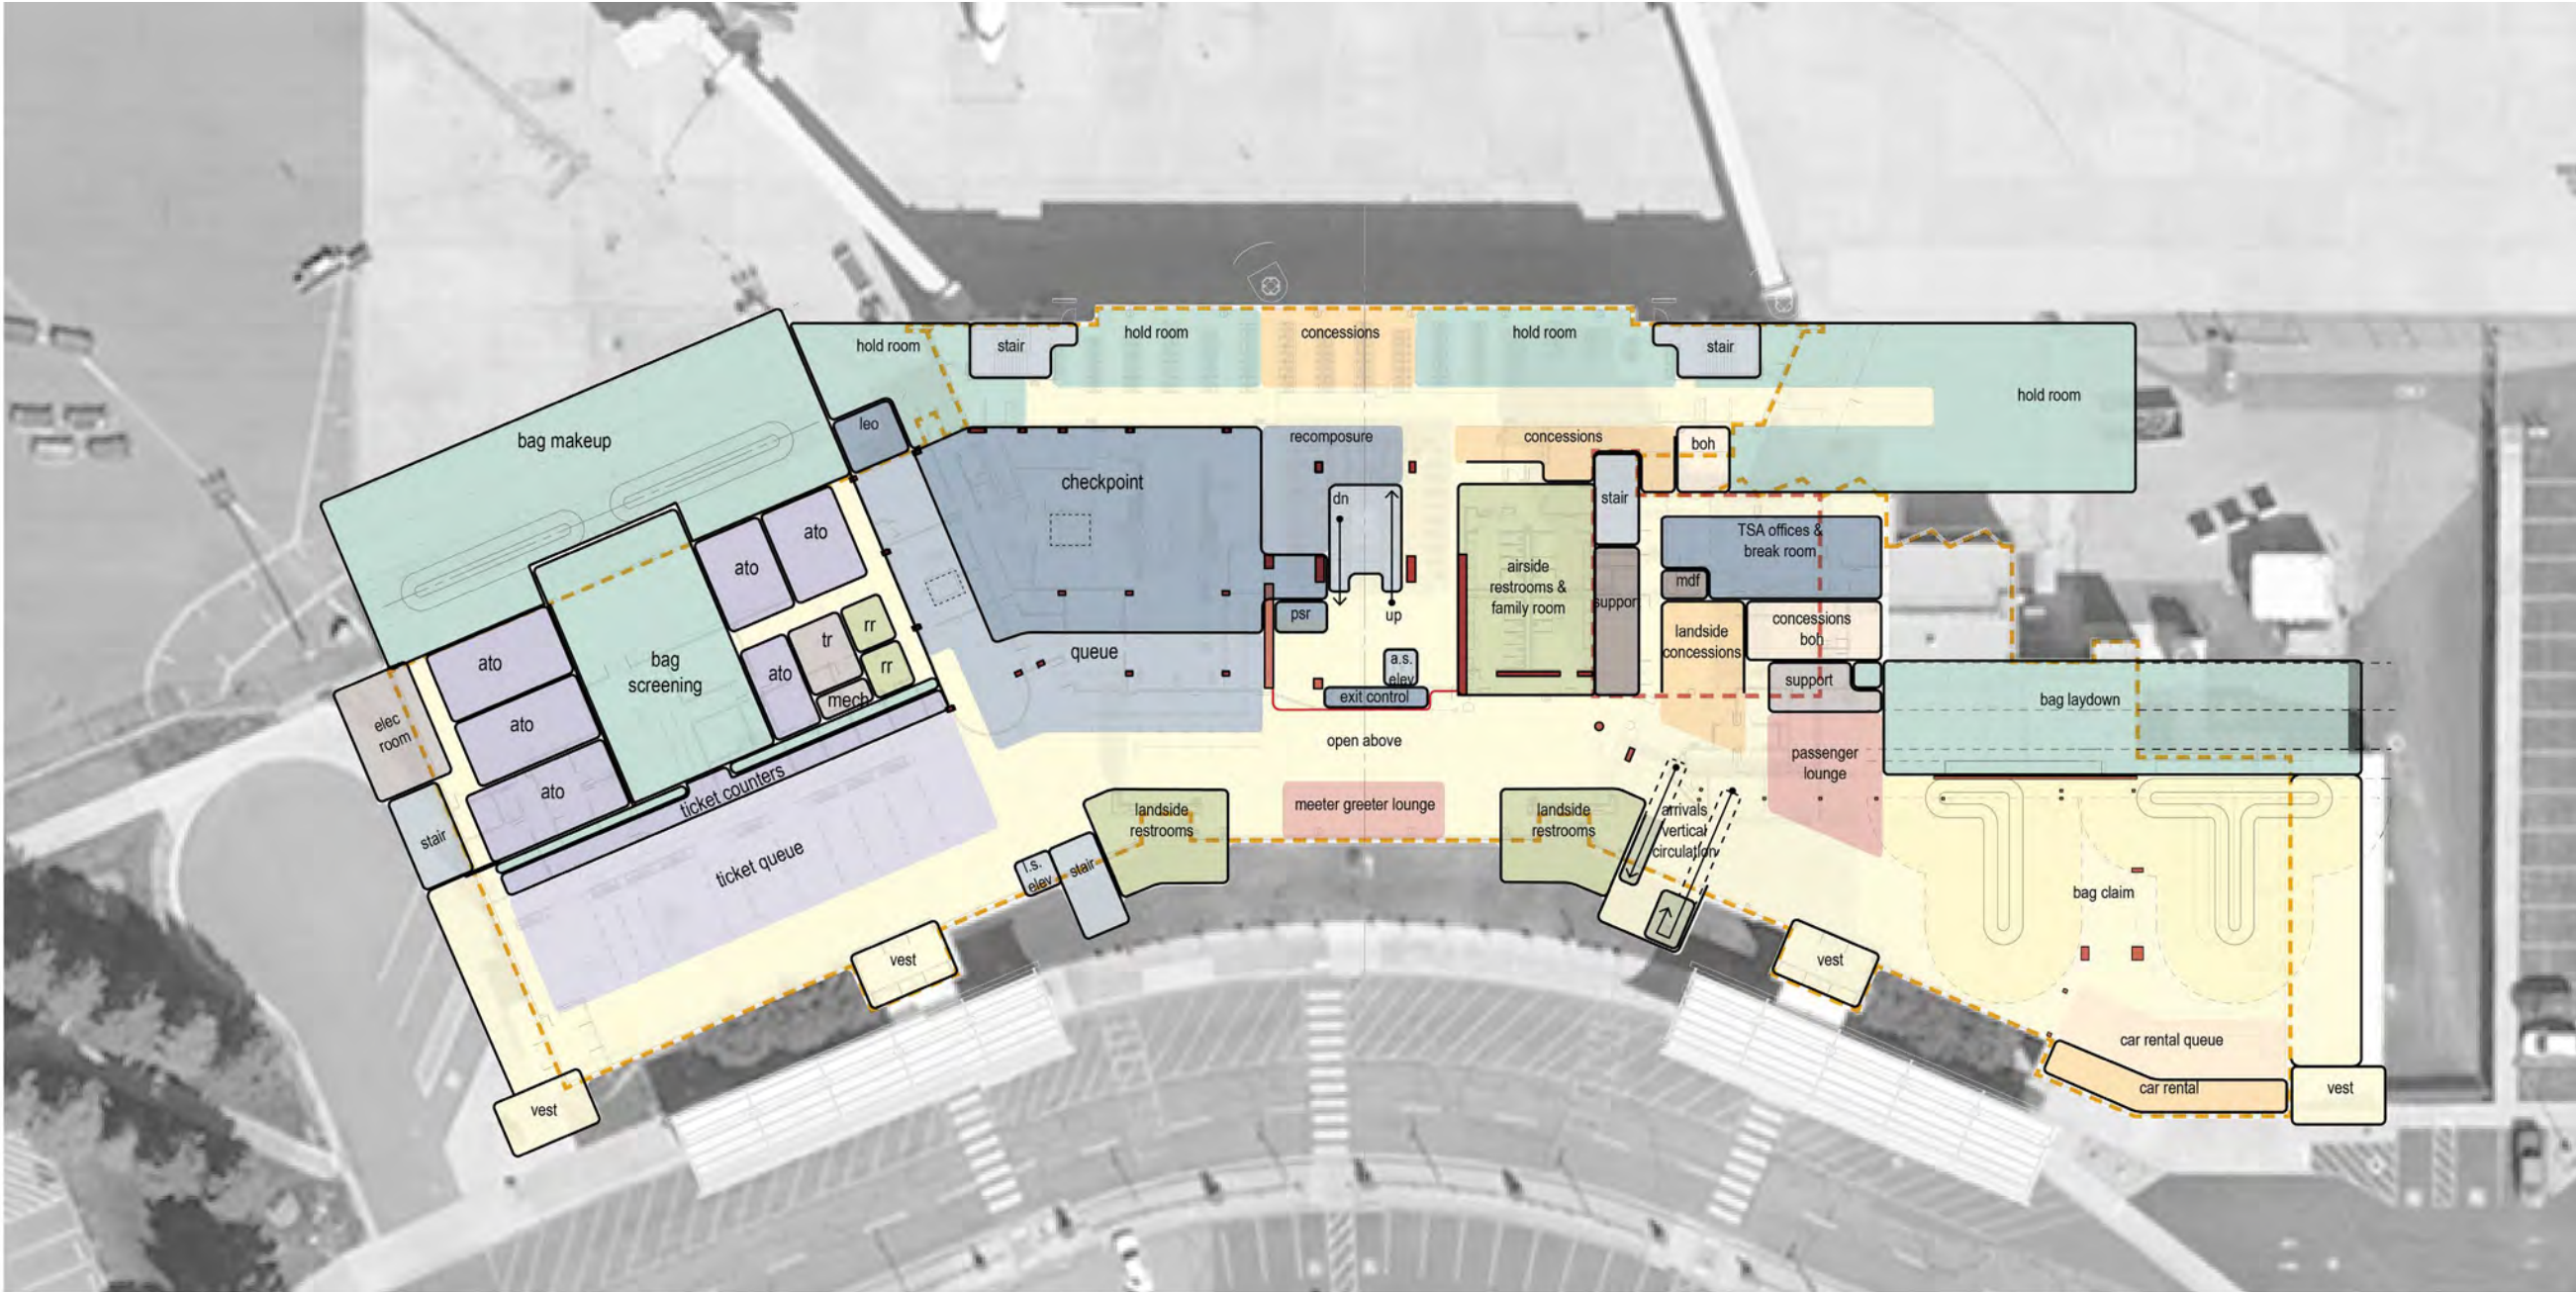 hold room
concessions
hold room
stair
hold room
stair
hold room
leo
bag makeup
recomposure
concessions
boh
checkpoint
dn
stair
ato
ato
TSA offices &
break room
mdf
airside
restrooms &
family room
support
psr
up
tr
rr
rr
ato
mech
ato
bag
screening
queue
landside
concessions
concessions
boh
a.s.
elev
exit control
support
bag laydown
elec
room
ato
ato
open above
passenger
lounge
ticket counters
meeter greeter lounge
landside
restrooms
landside
restrooms
arrivals
vertical
circulation
stair
ticket queue
l.s.
elev
stair
bag claim
vest
vest
car rental queue
car rental
vest
vest